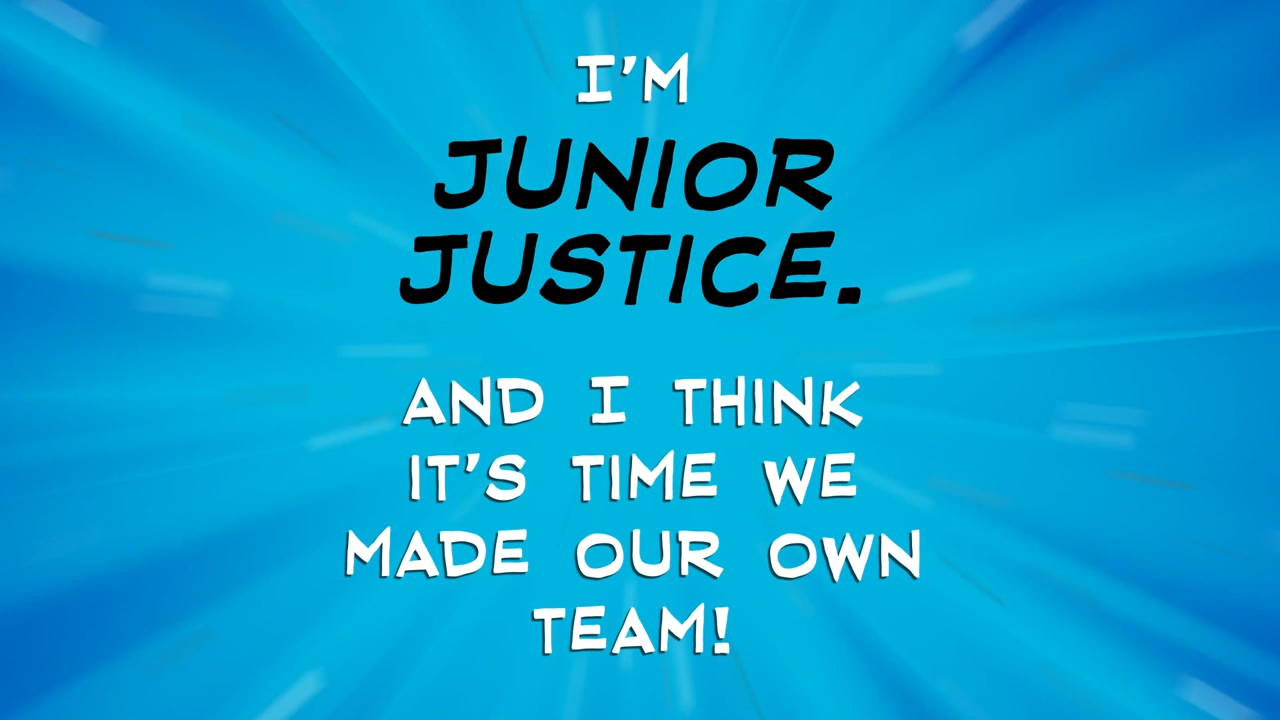 I'M
JUNIOR
JUSTICE.
AND I THINK
IT'S TIME WE
MADE OUR OWN
TEAM!